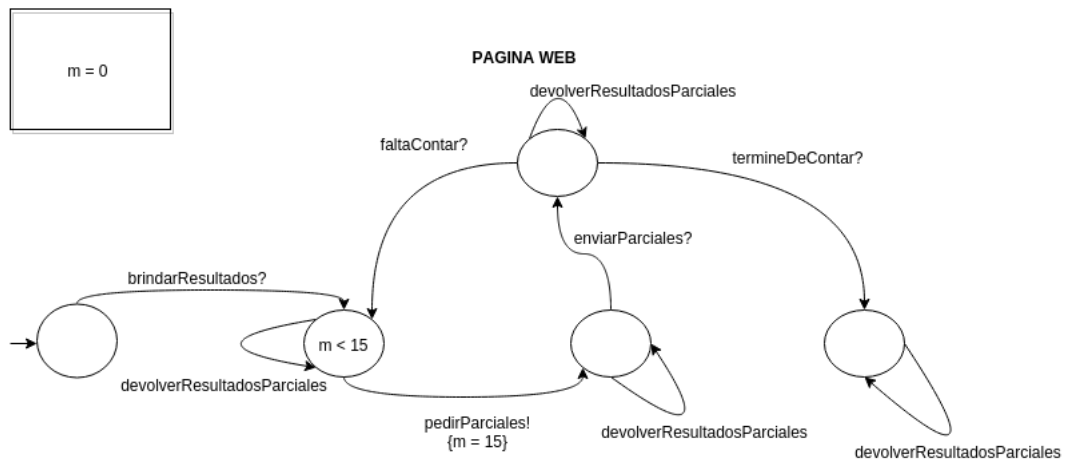 m = 0
PAGINA WEB
devolverResultadosParciales
faltaContar?
termineDeContar?
enviarParciales?
brindarResultados?
m < 15
devolverResultadosParciales
pedirParciales!
{m = 15}
devolverResultadosParciales
devolverResultadosParciales